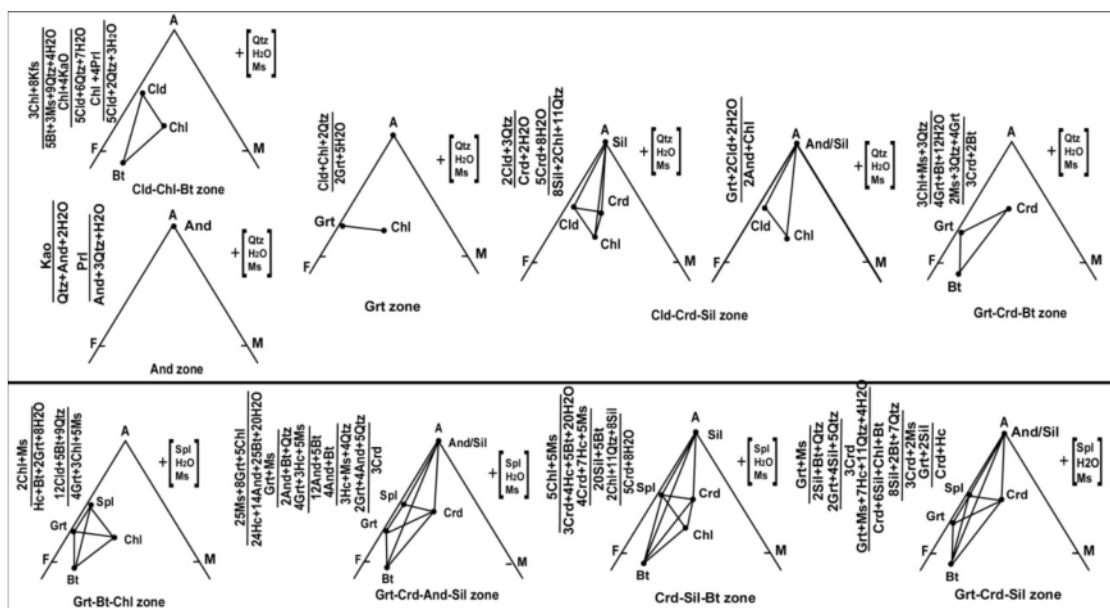 3Chl+8Kfs
5Bt+3Ms+9Qtz+4H2O
Chl+4KaO
5Cld+6Qtz+7H2O
Chl +4Prl
5Cld+2Qtz+3H2O
A
+ [Qtz
H2O
Ms]
Cld
Chl
F
M
Bt
Cld-Chl-Bt zone
Kao
Qtz+And+2H2O
Prl
And+3Qtz+H2O
A
And
+ [Qtz
H2O
Ms]
F
M
And zone
Cld+Chl+2Qtz
2Grt+5H2O
A
+ [Qtz
H2O
Ms]
Grt
Chl
F
M
Grt zone
2Cld+3Qtz
Crd+2H2O
5Crd+8H2O
8Sil+2Chl+11Qtz
A
Sil
+ [Qtz
H2O
Ms]
Crd
Cld
Chl
F
M
Grt+2Cld+2H2O
2And+Chl
A
And/Sil
+ [Qtz
H2O
Ms]
Cld
Chl
F
M
Cld-Crd-Sil zone
3Chl+Ms+3Qtz
4Grt+Bt+12H2O
2Ms+3Qtz+4Grt
3Crd+2Bt
A
+ [Qtz
H2O
Ms]
Crd
Grt
F
M
Bt
Grt-Crd-Bt zone
2Chl+Ms
Hc+Bt+2Grt+8H2O
12Cld+5Bt+9Qtz
4Grt+3Chl+5Ms
A
+ [Spl
H2O
Ms]
Spl
Grt
Chl
F
M
Bt
Grt-Bt-Chl zone
25Ms+8Grt+5Chl
24Hc+14And+25Bt+20H2O
Grt+Ms
2And+Bt+Qtz
4Grt+3Hc+5Ms
12And+5Bt
4And+Bt
3Hc+Ms+4Qtz
2Grt+4And+5Qtz
3Crd
A
And/Sil
+ [Spl
H2O
Ms]
Spl
Grt
Crd
F
M
Bt
Grt-Crd-And-Sil zone
5Chl+5Ms
3Crd+4Hc+5Bt+20H2O
4Crd+7Hc+5Ms
20Sil+5Bt
2Chl+11Qtz+8Sil
5Crd+8H2O
A
Sil
+ [Spl
H2O
Ms]
Spl
Crd
Chl
F
M
Bt
Crd-Sil-Bt zone
Grt+Ms
2Sil+Bt+Qtz
2Grt+4Sil+5Qtz
3Crd
Grt+Ms+7Hc+11Qtz+4H2O
Crd+6Sil+Chl+Bt
8Sil+2Bt+7Qtz
3Crd+2Ms
Grt+2Sil
Crd+Hc
A
And/Sil
+ [Spl
H2O
Ms]
Spl
Grt
Crd
F
M
Bt
Grt-Crd-Sil zone